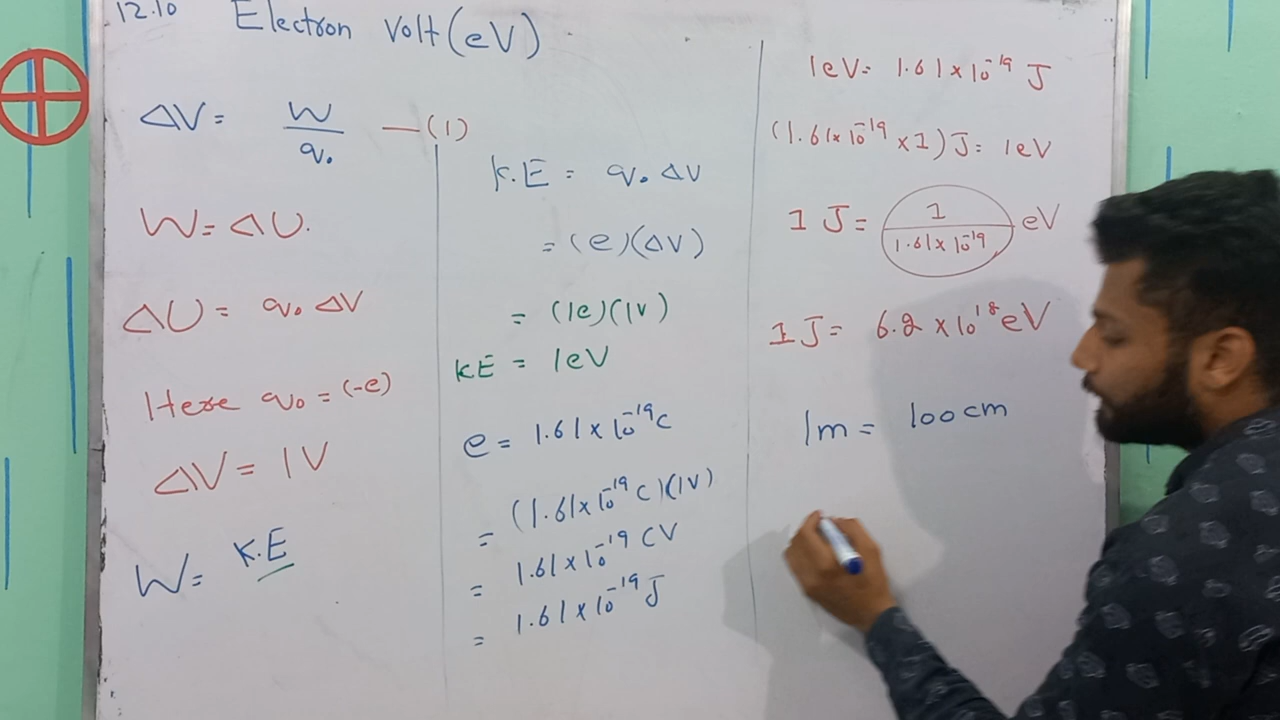 12.10 Electron Volt (eV)
ΔV = W/q₀ —(1)
W = ΔU.
ΔU = q₀ ΔV
Here q₀ = (-e)
ΔV = 1V
W = K.E
K.E = q₀ ΔV
= (e)(ΔV)
= (1e)(1V)
KE = 1eV
e = 1.61 × 10⁻¹⁹ C
= (1.61 × 10⁻¹⁹ C)(1V)
= 1.61 × 10⁻¹⁹ CV
= 1.61 × 10⁻¹⁹ J
1eV = 1.61 × 10⁻¹⁹ J
(1.61 × 10⁻¹⁹ × 1) J = 1eV
1 J = 1/1.61 × 10⁻¹⁹ eV
1 J = 6.2 × 10¹⁸ eV
1m = 100 cm